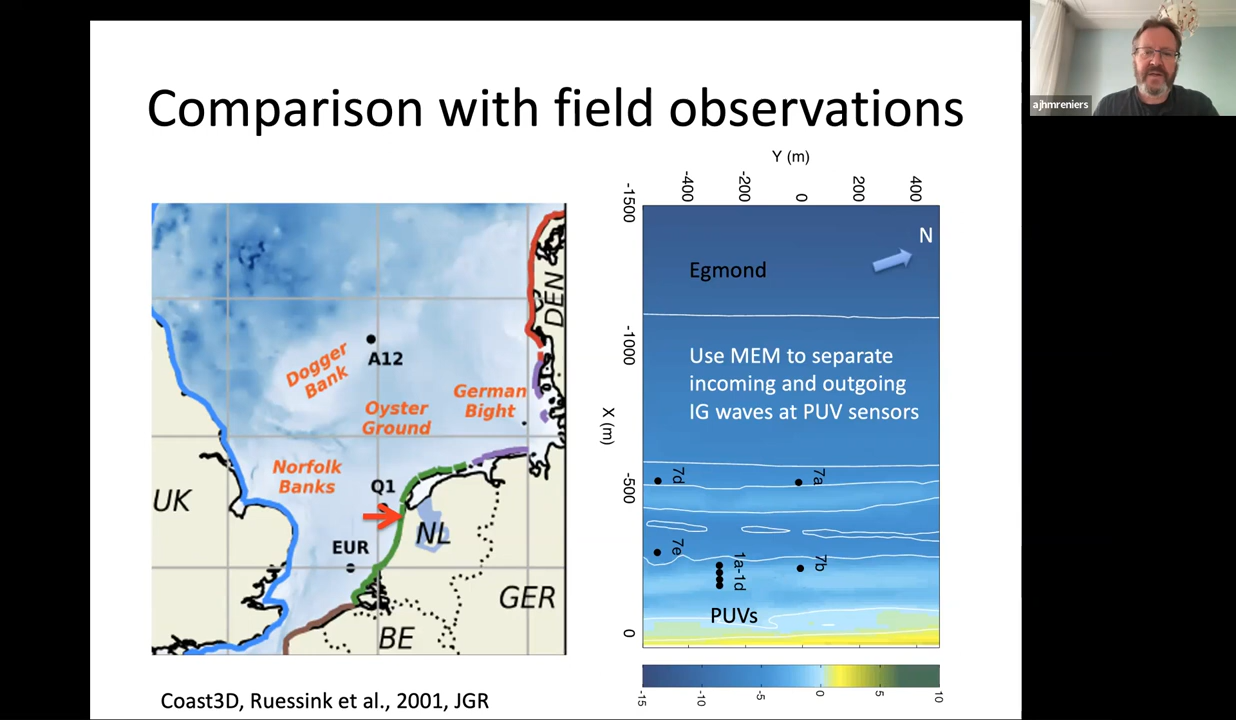 Comparison with field observations
ajhmreniers
Dogger
Bank
A12
German
Bight
Oyster
Ground
Norfolk
Banks
Q1
EUR
UK
NL
DEN
GER
BE
Y (m)
-400
-200
0
200
400
X (m)
-1500
-1000
-500
0
N
Egmond
Use MEM to separate
incoming and outgoing
IG waves at PUV sensors
7d
7a
7e
1a-1d
7b
PUVs
-15
-10
-5
0
5
10
Coast3D, Ruessink et al., 2001, JGR